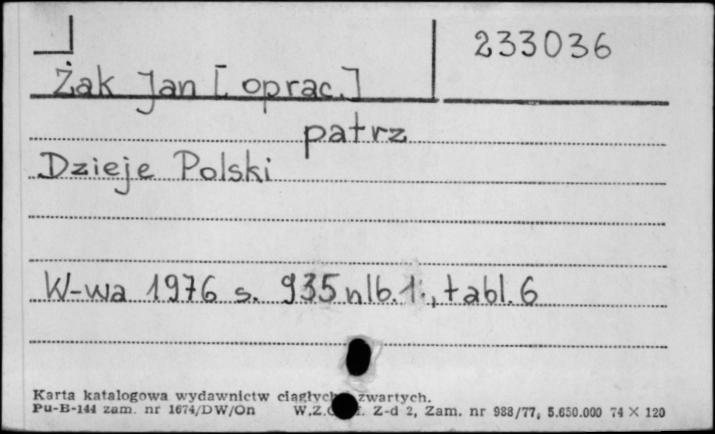 233036
Żak Jan [oprac.]
patrz
Dzieje Polski
W-wa 1976 s. 935 nlb. 1., tabl. 6
Karta katalogowa wydawnictw ciągłych zwartych.
Pu-B-144 zam. nr 1674/DW/On W.Z. Z-d 2, Zam. nr 988/77, 5.650.000 74 × 120